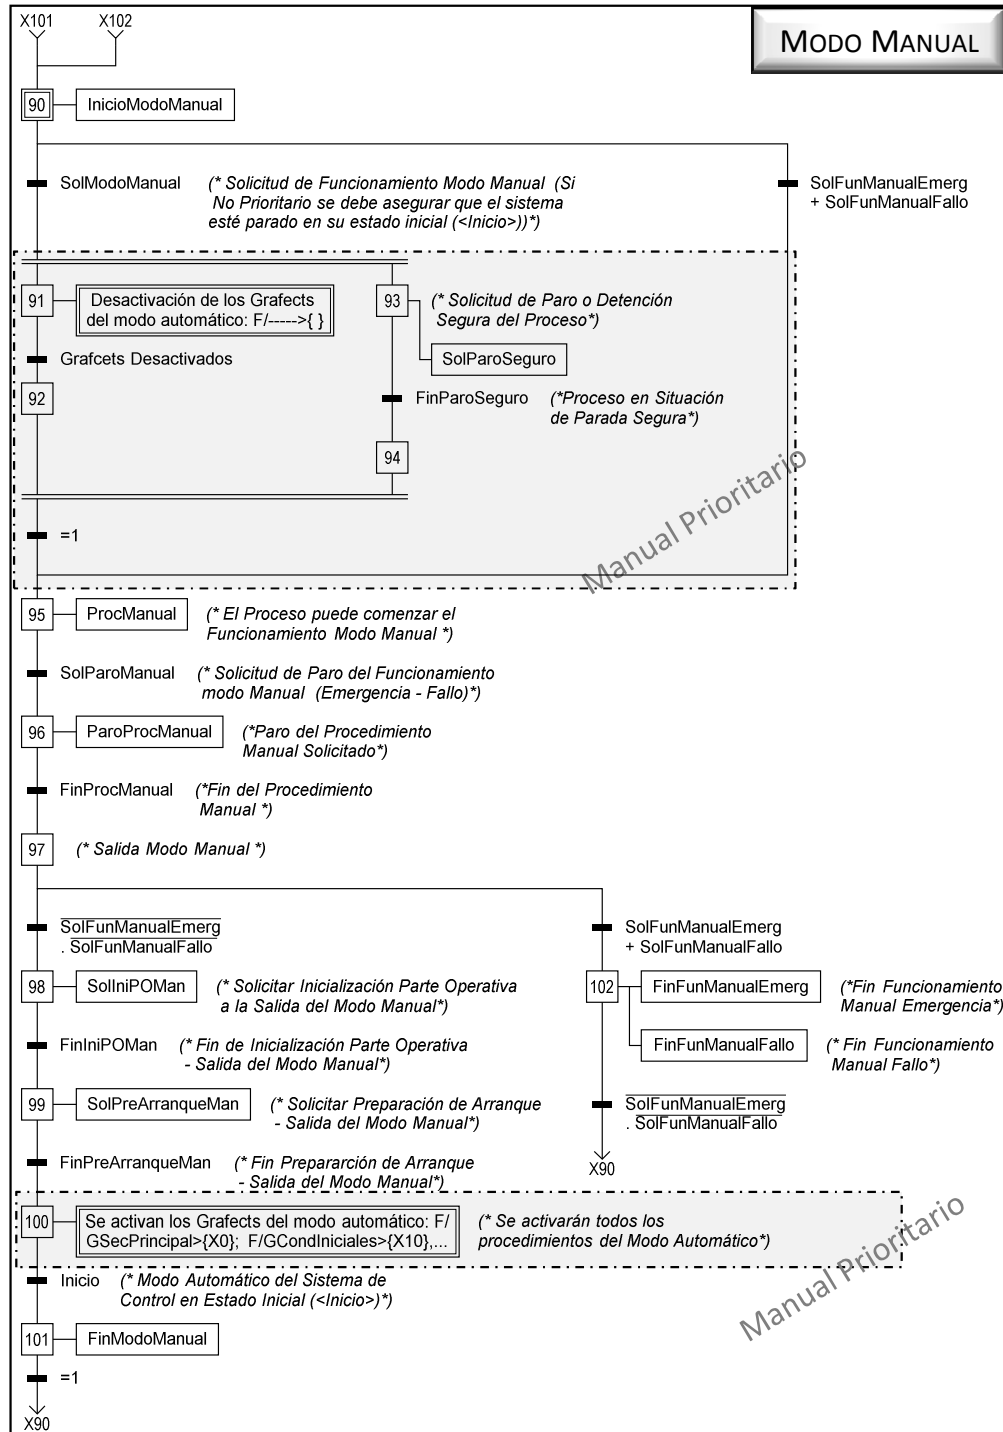 X101
X102
MODO MANUAL
90
InicioModoManual
SolModoManual
(* Solicitud de Funcionamiento Modo Manual (Si
No Prioritario se debe asegurar que el sistema
esté parado en su estado inicial (<Inicio>))*)
SolFunManualEmerg
+ SolFunManualFallo
91
Desactivación de los Grafects
del modo automático: F/----->{ }
93
(* Solicitud de Paro o Detención
Segura del Proceso*)
SolParoSeguro
Grafcets Desactivados
92
FinParoSeguro
(*Proceso en Situación
de Parada Segura*)
94
Manual Prioritario
=1
95
ProcManual
(* El Proceso puede comenzar el
Funcionamiento Modo Manual *)
SolParoManual
(* Solicitud de Paro del Funcionamiento
modo Manual (Emergencia - Fallo)*)
96
ParoProcManual
(*Paro del Procedimiento
Manual Solicitado*)
FinProcManual
(*Fin del Procedimiento
Manual *)
97
(* Salida Modo Manual *)
SolFunManualEmerg
. SolFunManualFallo
SolFunManualEmerg
+ SolFunManualFallo
98
SolIniPOMan
(* Solicitar Inicialización Parte Operativa
a la Salida del Modo Manual*)
102
FinFunManualEmerg
(*Fin Funcionamiento
Manual Emergencia*)
FinFunManualFallo
(* Fin Funcionamiento
Manual Fallo*)
FinIniPOMan
(* Fin de Inicialización Parte Operativa
- Salida del Modo Manual*)
99
SolPreArranqueMan
(* Solicitar Preparación de Arranque
- Salida del Modo Manual*)
SolFunManualEmerg
. SolFunManualFallo
X90
FinPreArranqueMan
(* Fin Prepararción de Arranque
- Salida del Modo Manual*)
100
Se activan los Grafects del modo automático: F/
GSecPrincipal>{X0}; F/GCondIniciales>{X10},...
(* Se activarán todos los
procedimientos del Modo Automático*)
Manual Prioritario
Inicio
(* Modo Automático del Sistema de
Control en Estado Inicial (<Inicio>)*)
101
FinModoManual
=1
X90